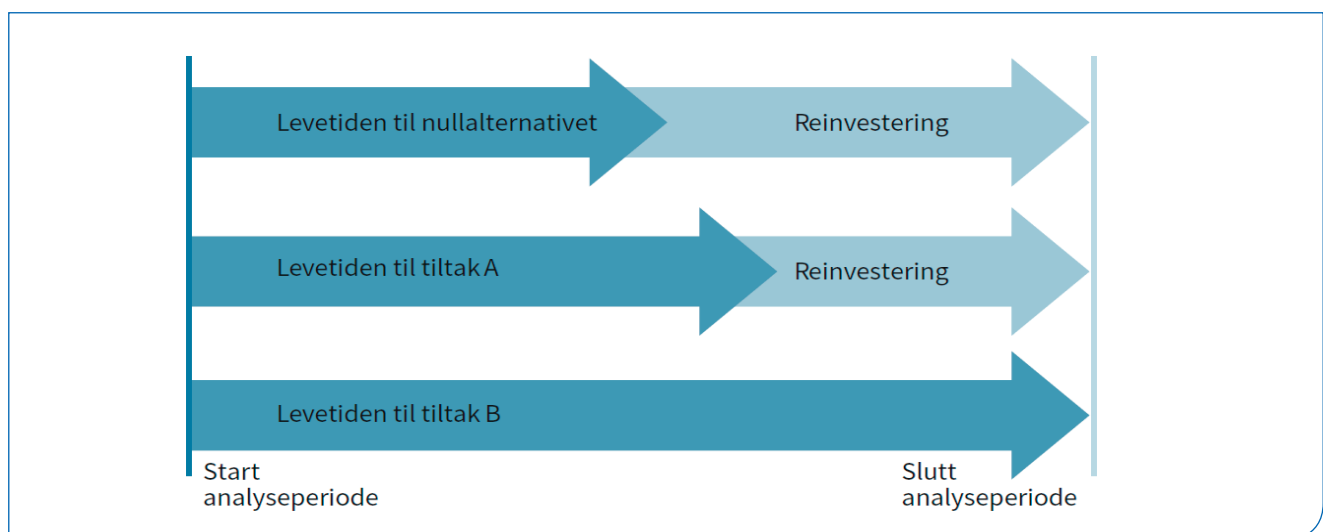 Levetiden til nullalternativet
Reinvestering
Levetiden til tiltak A
Reinvestering
Levetiden til tiltak B
Start
analyseperiode
Slutt
analyseperiode